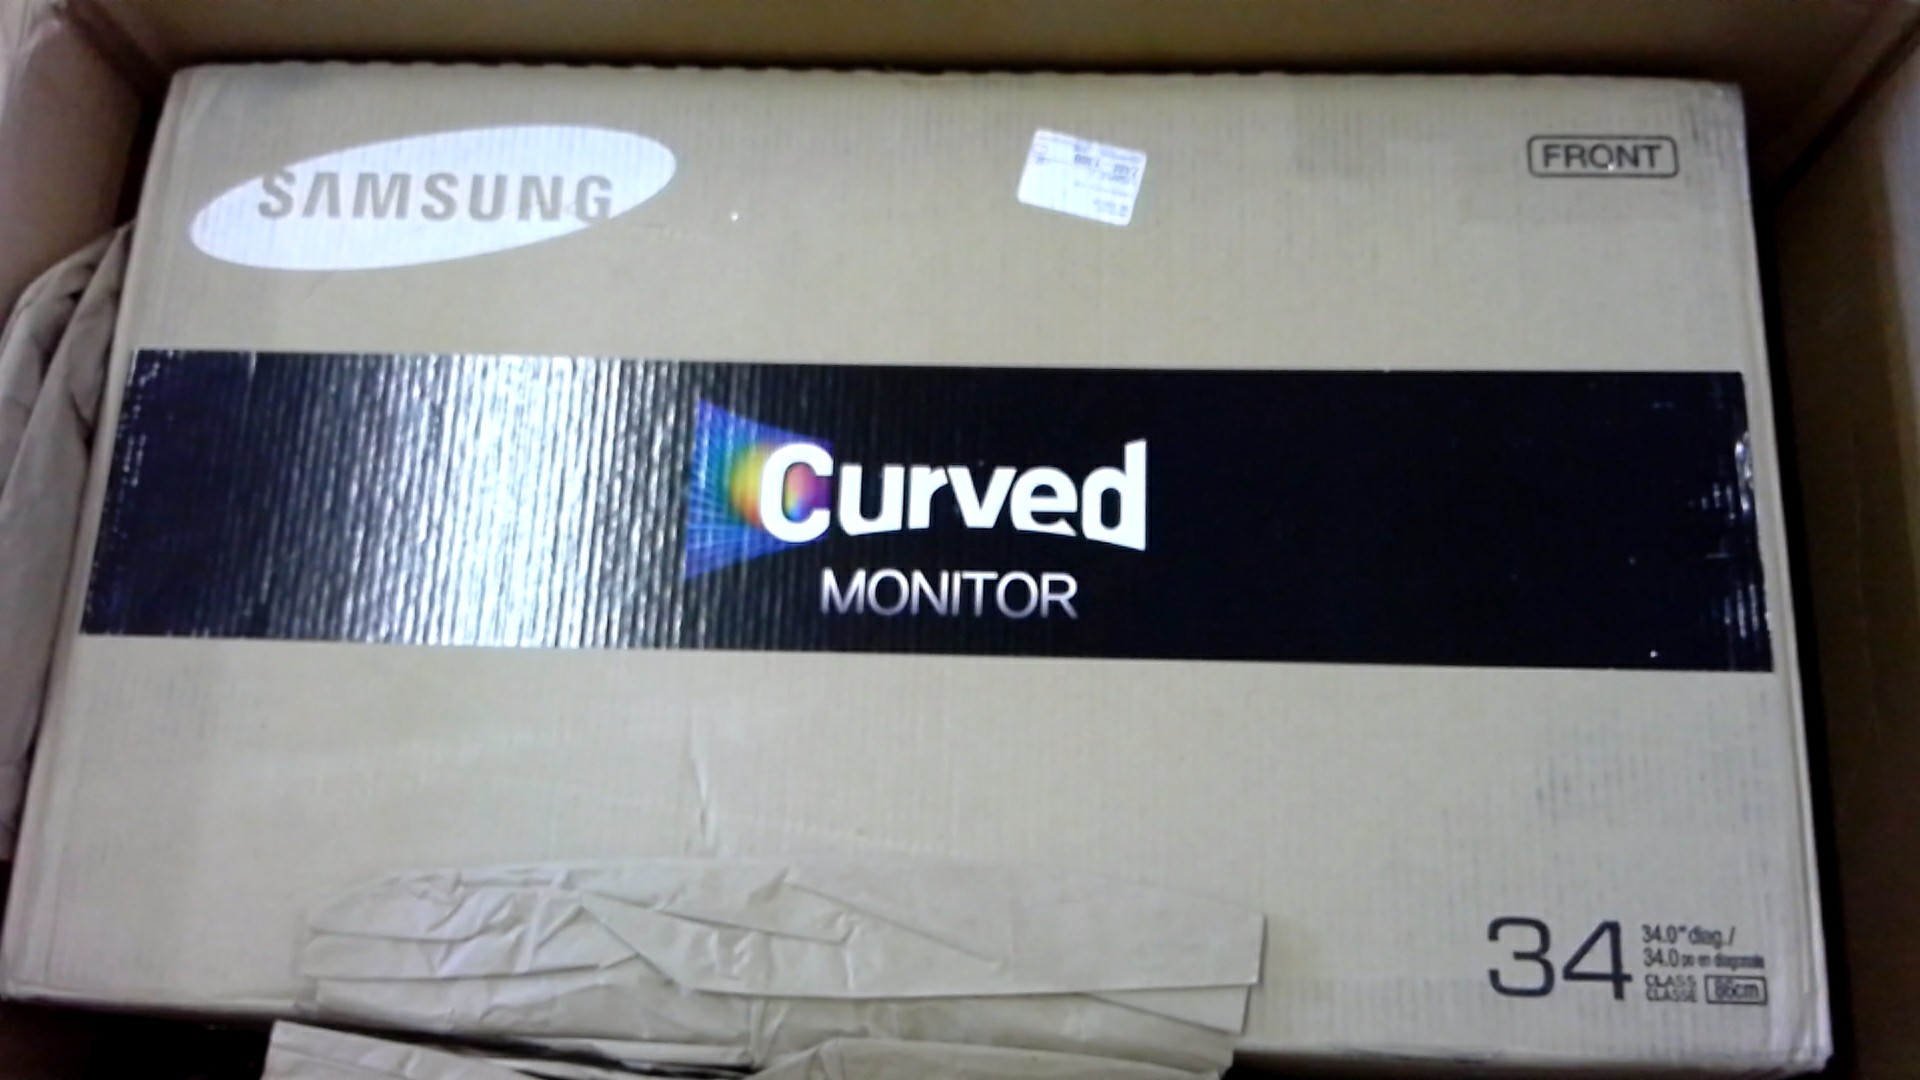 SAMSUNG
FRONT
Curved
MONITOR
34
34.0" diag./
34.0 po en diagonale
CLASS
CLASSE
86cm